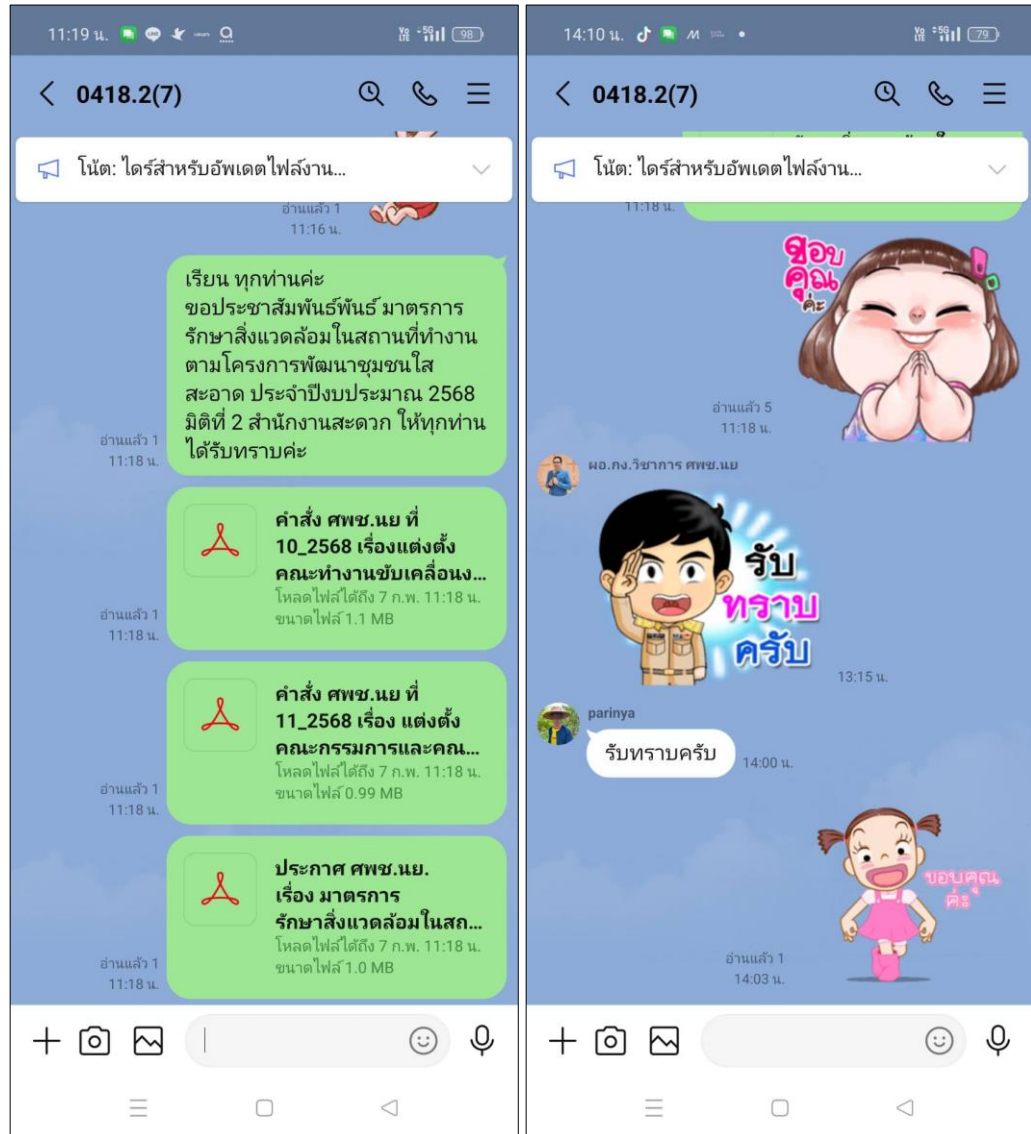 11:19 น.
98
0418.2(7)
โน้ต: ไดร์สำหรับอัพเดตไฟล์งาน...
อ่านแล้ว 1
11:16 น.
เรียน ทุกท่านค่ะ
ขอประชาสัมพันธ์พันธ์ มาตรการ
รักษาสิ่งแวดล้อมในสถานที่ทำงาน
ตามโครงการพัฒนาชุมชนใส
สะอาด ประจำปีงบประมาณ 2568
มิติที่ 2 สำนักงานสะดวก ให้ทุกท่าน
ได้รับทราบค่ะ
อ่านแล้ว 1
11:18 น.
คำสั่ง ศพช.นย ที่
10_2568 เรื่องแต่งตั้ง
คณะทำงานขับเคลื่อนง...
โหลดไฟล์ได้ถึง 7 ก.พ. 11:18 น.
ขนาดไฟล์ 1.1 MB
อ่านแล้ว 1
11:18 น.
คำสั่ง ศพช.นย ที่
11_2568 เรื่อง แต่งตั้ง
คณะกรรมการและคณ...
โหลดไฟล์ได้ถึง 7 ก.พ. 11:18 น.
ขนาดไฟล์ 0.99 MB
อ่านแล้ว 1
11:18 น.
ประกาศ ศพช.นย.
เรื่อง มาตรการ
รักษาสิ่งแวดล้อมในสถ...
โหลดไฟล์ได้ถึง 7 ก.พ. 11:18 น.
ขนาดไฟล์ 1.0 MB
อ่านแล้ว 1
11:18 น.
14:10 น.
79
0418.2(7)
โน้ต: ไดร์สำหรับอัพเดตไฟล์งาน...
11:18 น.
ขอบ
คุณ
ค่ะ
อ่านแล้ว 5
11:18 น.
ผอ.กง.วิชาการ ศพช.นย
รับ
ทราบ
ครับ
13:15 น.
parinya
รับทราบครับ
14:00 น.
ขอบคุณ
ค่ะ
อ่านแล้ว 1
14:03 น.